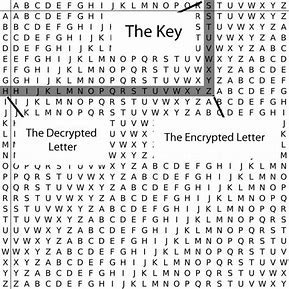 A B C D E F G H I J K L M N O P S T U V W X Y Z
A A B C D E F G H R S T U V W X Y Z
B B C D E F G H I S T U V W X Y Z A
C C D E F G H I J T U V W X Y Z A B
D D E F G H I J K L U V W X Y Z A B C
E E F G H I J K L V W X Y Z A B C D
F F G H I J K L M N O P Q R S T U V W X Y Z A B C D E
G G H I J K L M N O P Q R S T U V W X Y Z A B C D E F
H H I J K L M N O P Q R S T U V W X Y Z A B C D E F G
I I J K L M N O P Q R S T U V W X Y Z A B C D E F G H
J J K L M N O P Q R S T U V W X Y Z A B C D E F G H I
The Key
The Decrypted
Letter
The Encrypted Letter
P P Q R S T U V W X Y Z A B C D E F G H I J K L M N O
Q Q R S T U V W X Y Z A B C D E F G H I J K L M N O P
R R S T U V W X Y Z A B C D E F G H I J K L M N O P Q
S S T U V W X Y Z A B C D E F G H I J K L M N O P Q R
T T U V W X Y Z A B C D E F G H I J K L M N O P Q R S
U U V W X Y Z A B C D E F G H I J K L M N O P Q R S T
V V W X Y Z A B C D E F G H I J K L M N O P Q R S T U
W W X Y Z A B C D E F G H I J K L M N O P Q R S T U V
X X Y Z A B C D E F G H I J K L M N O P Q R S T U V W
Y Y Z A B C D E F G H I J K L M N O P Q R S T U V W X
Z Z A B C D E F G H I J K L M N O P Q R S T U V W X Y